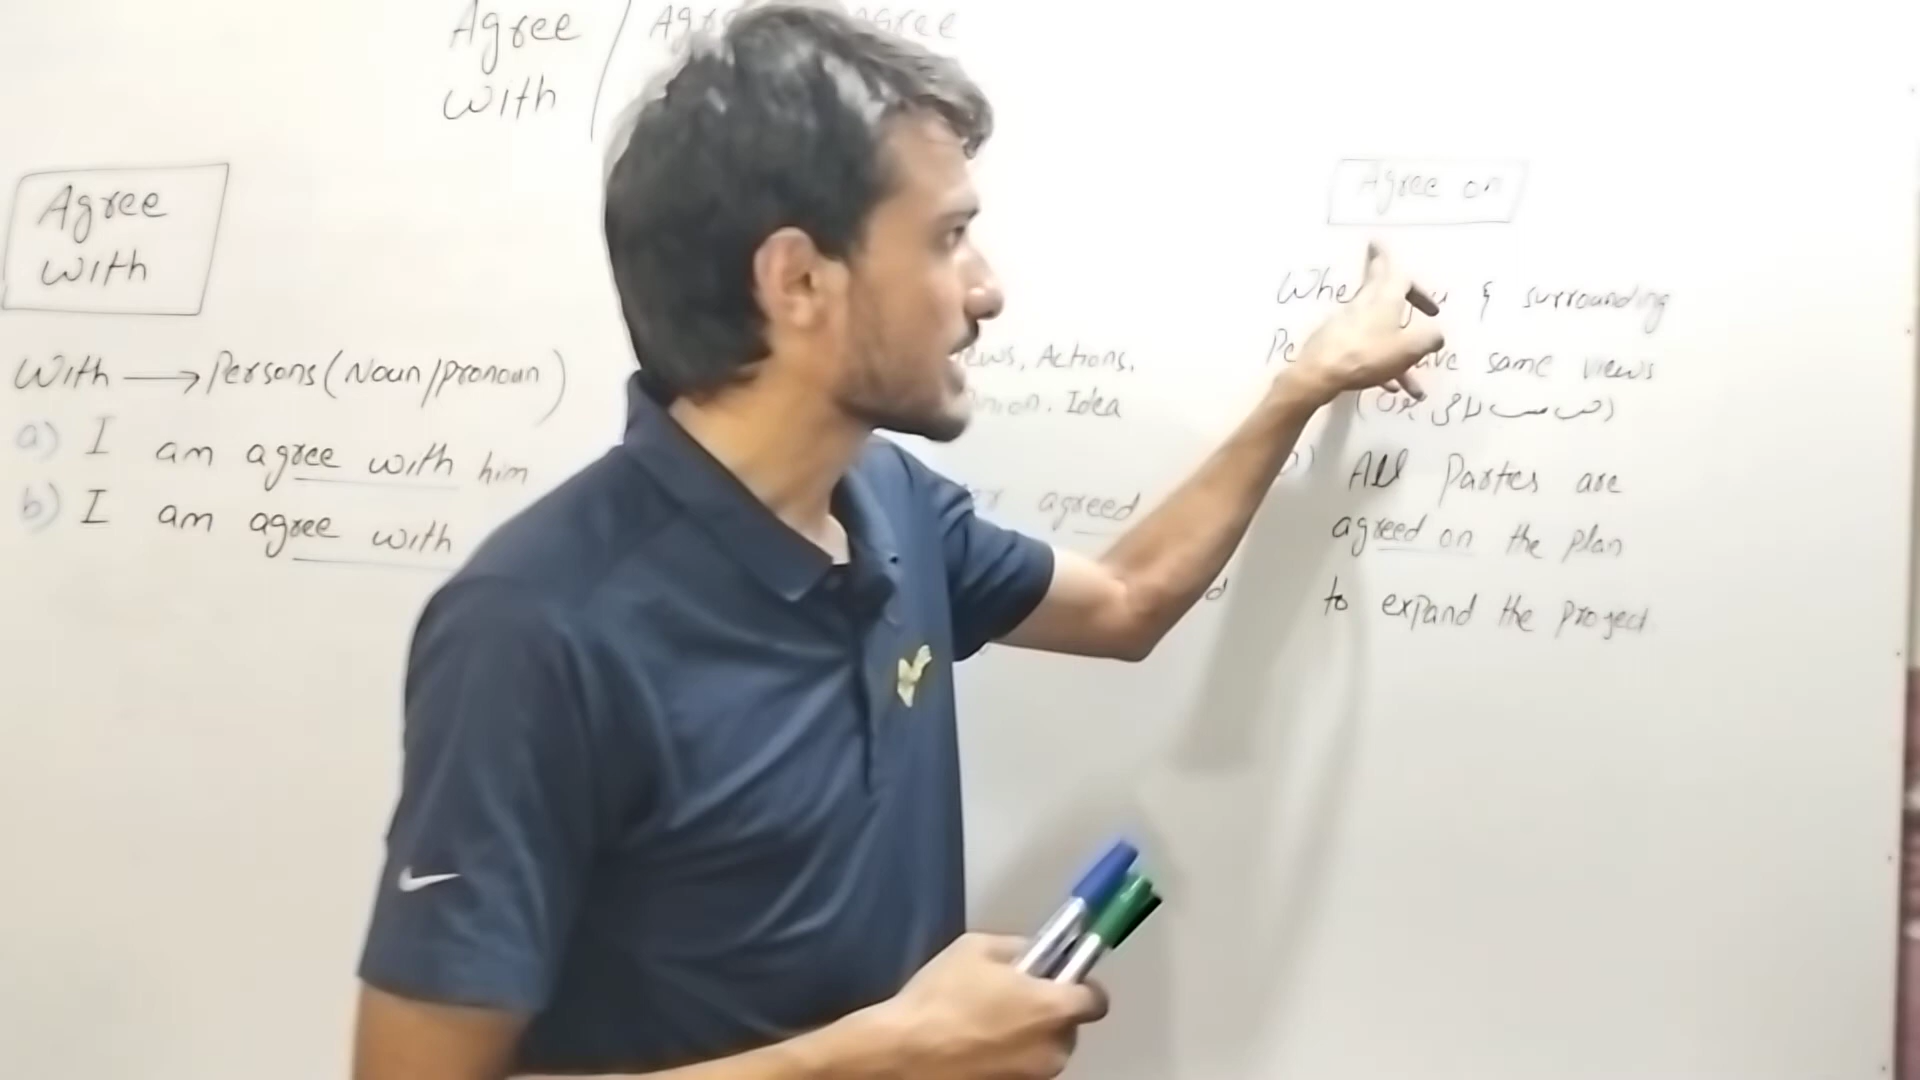 Agree / Agree
with
Agree
with
With → Persons (Noun/pronoun)
a) I am agree with him
b) I am agree with
Views, Actions,
opinion. Idea
agreed
Agree on
When you & surrounding
have same views
(سب)
a) All Parties are
agreed on the plan
to expand the project.